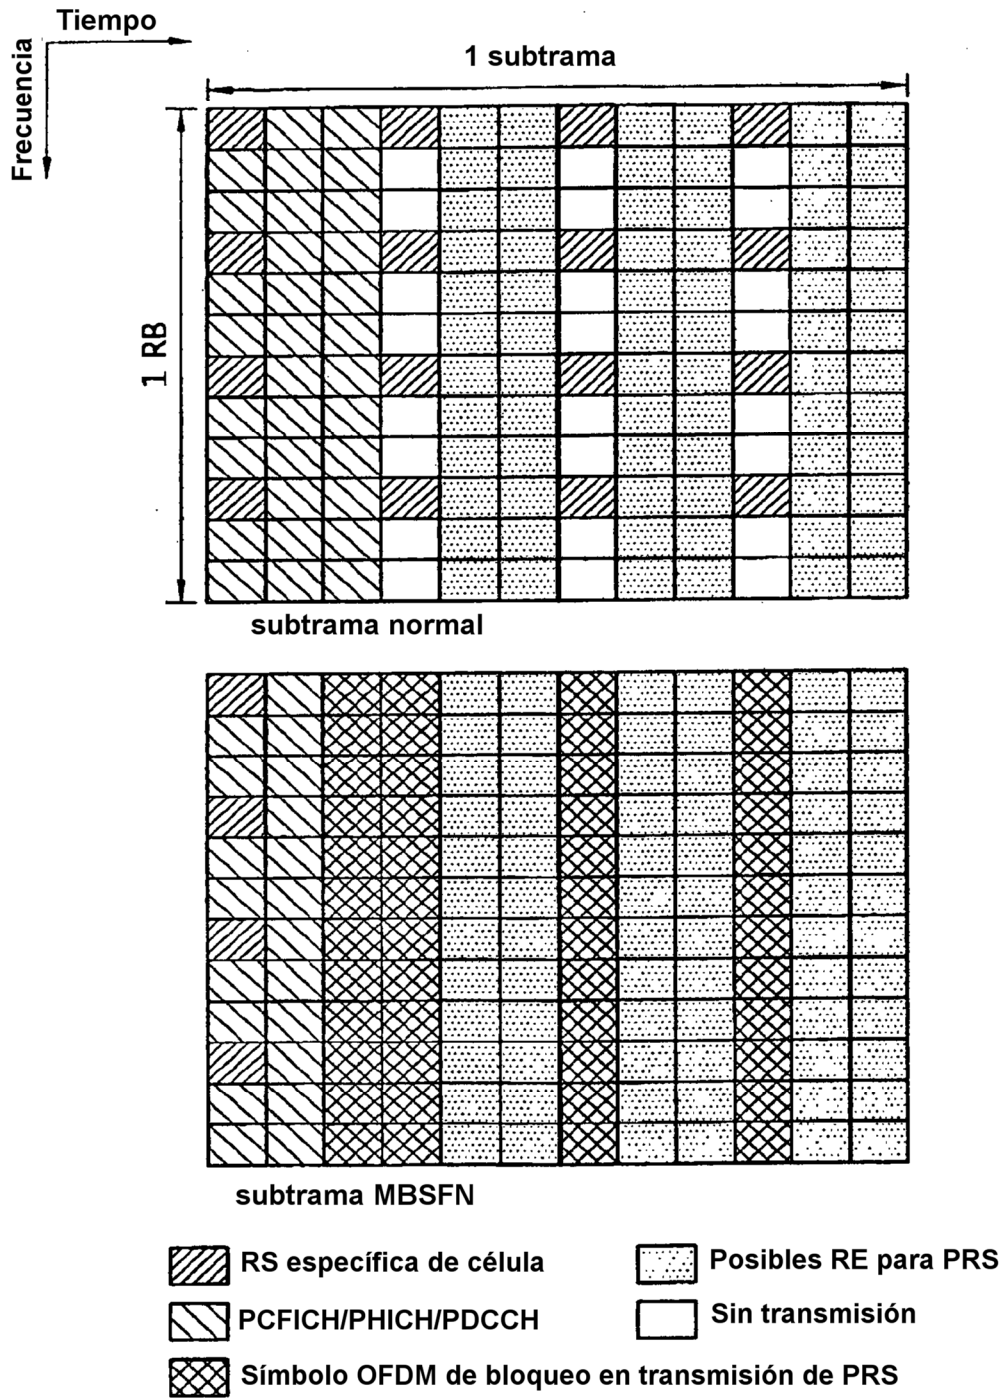 Tiempo
Frecuencia
1 subtrama
1 RB
subtrama normal
subtrama MBSFN
RS específica de célula
Posibles RE para PRS
PCFICH/PHICH/PDCCH
Sin transmisión
Símbolo OFDM de bloqueo en transmisión de PRS